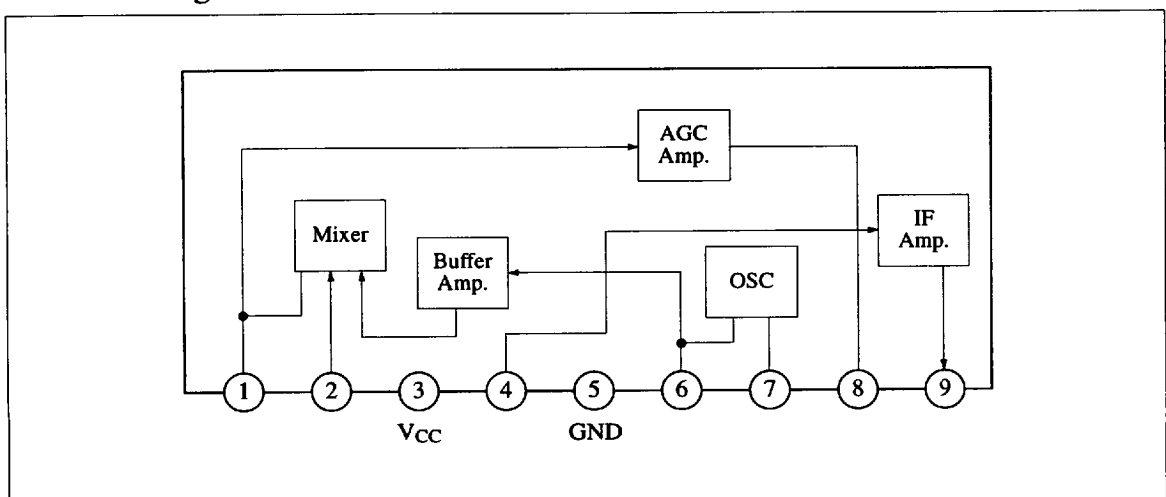 AGC
Amp.
IF
Amp.
Mixer
Buffer
Amp.
OSC
1 2 3 4 5 6 7 8 9
VCC GND